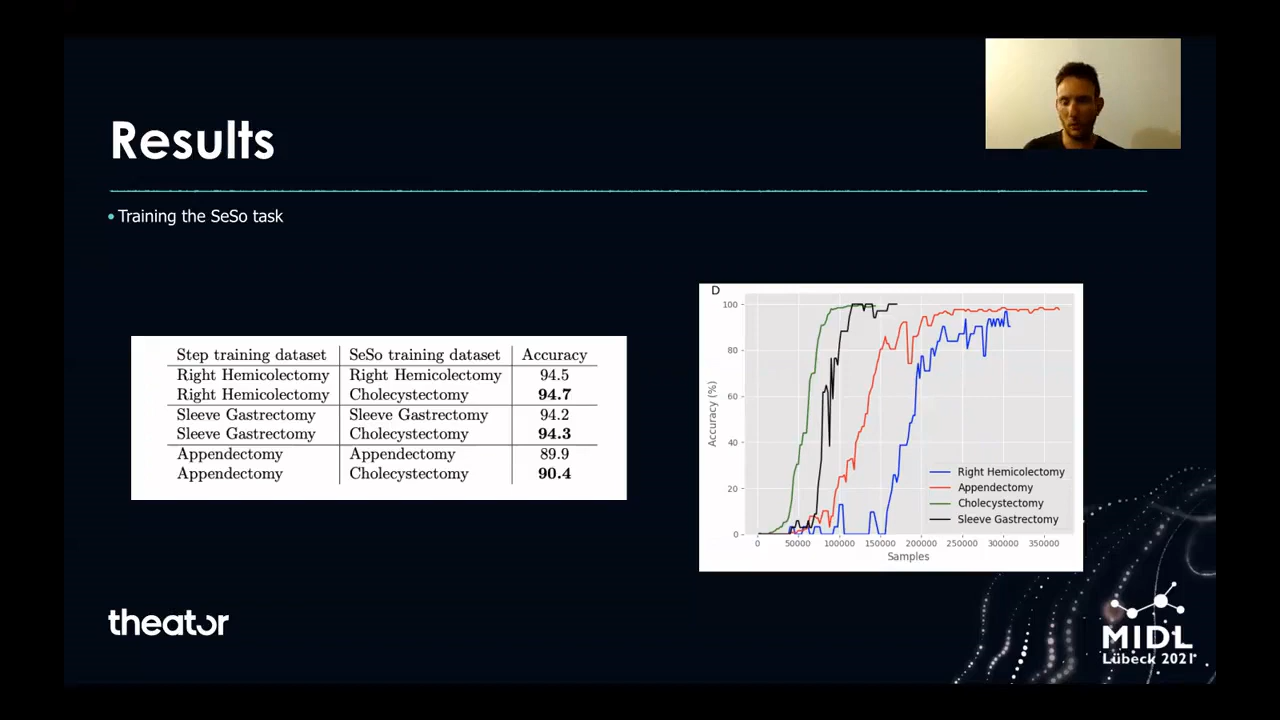 Results
• Training the SeSo task
Step training dataset SeSo training dataset Accuracy
Right Hemicolectomy Right Hemicolectomy 94.5
Right Hemicolectomy Cholecystectomy 94.7
Sleeve Gastrectomy Sleeve Gastrectomy 94.2
Sleeve Gastrectomy Cholecystectomy 94.3
Appendectomy Appendectomy 89.9
Appendectomy Cholecystectomy 90.4
D
100
80
60
40
20
0
Accuracy (%)
Right Hemicolectomy
Appendectomy
Cholecystectomy
Sleeve Gastrectomy
0 50000 100000 150000 200000 250000 300000 350000
Samples
theator
MIDL
Lübeck 2021